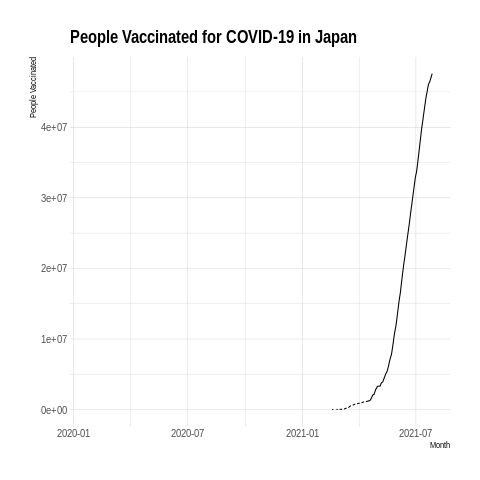 People Vaccinated for COVID-19 in Japan
People Vaccinated
4e+07
3e+07
2e+07
1e+07
0e+00
2020-01 2020-07 2021-01 2021-07
Month